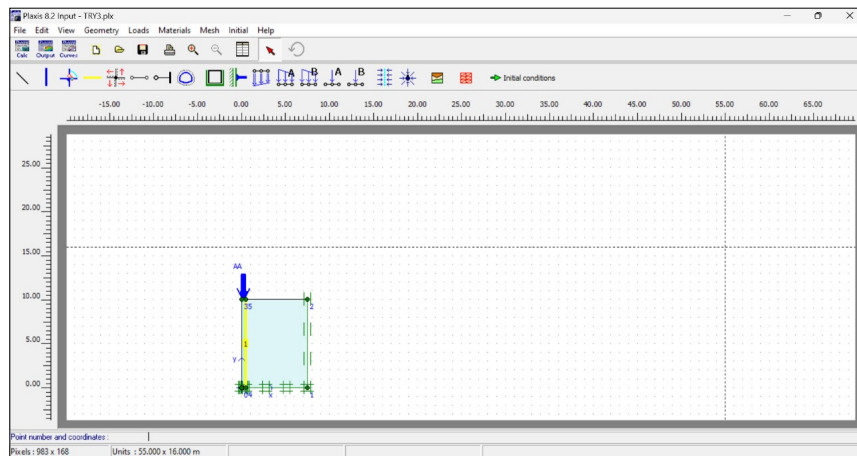 Plaxis 8.2 Input - TRY3.plx
File Edit View Geometry Loads Materials Mesh Initial Help
Calc Output Curves
A B A B Initial conditions
-15.00 -10.00 -5.00 0.00 5.00 10.00 15.00 20.00 25.00 30.00 35.00 40.00 45.00 50.00 55.00 60.00 65.00
25.00
20.00
15.00
AA
10.00
35 2
5.00
1
y
0.00
04 x 1
Point number and coordinates :
Pixels : 983 x 168 Units : 55.000 x 16.000 m